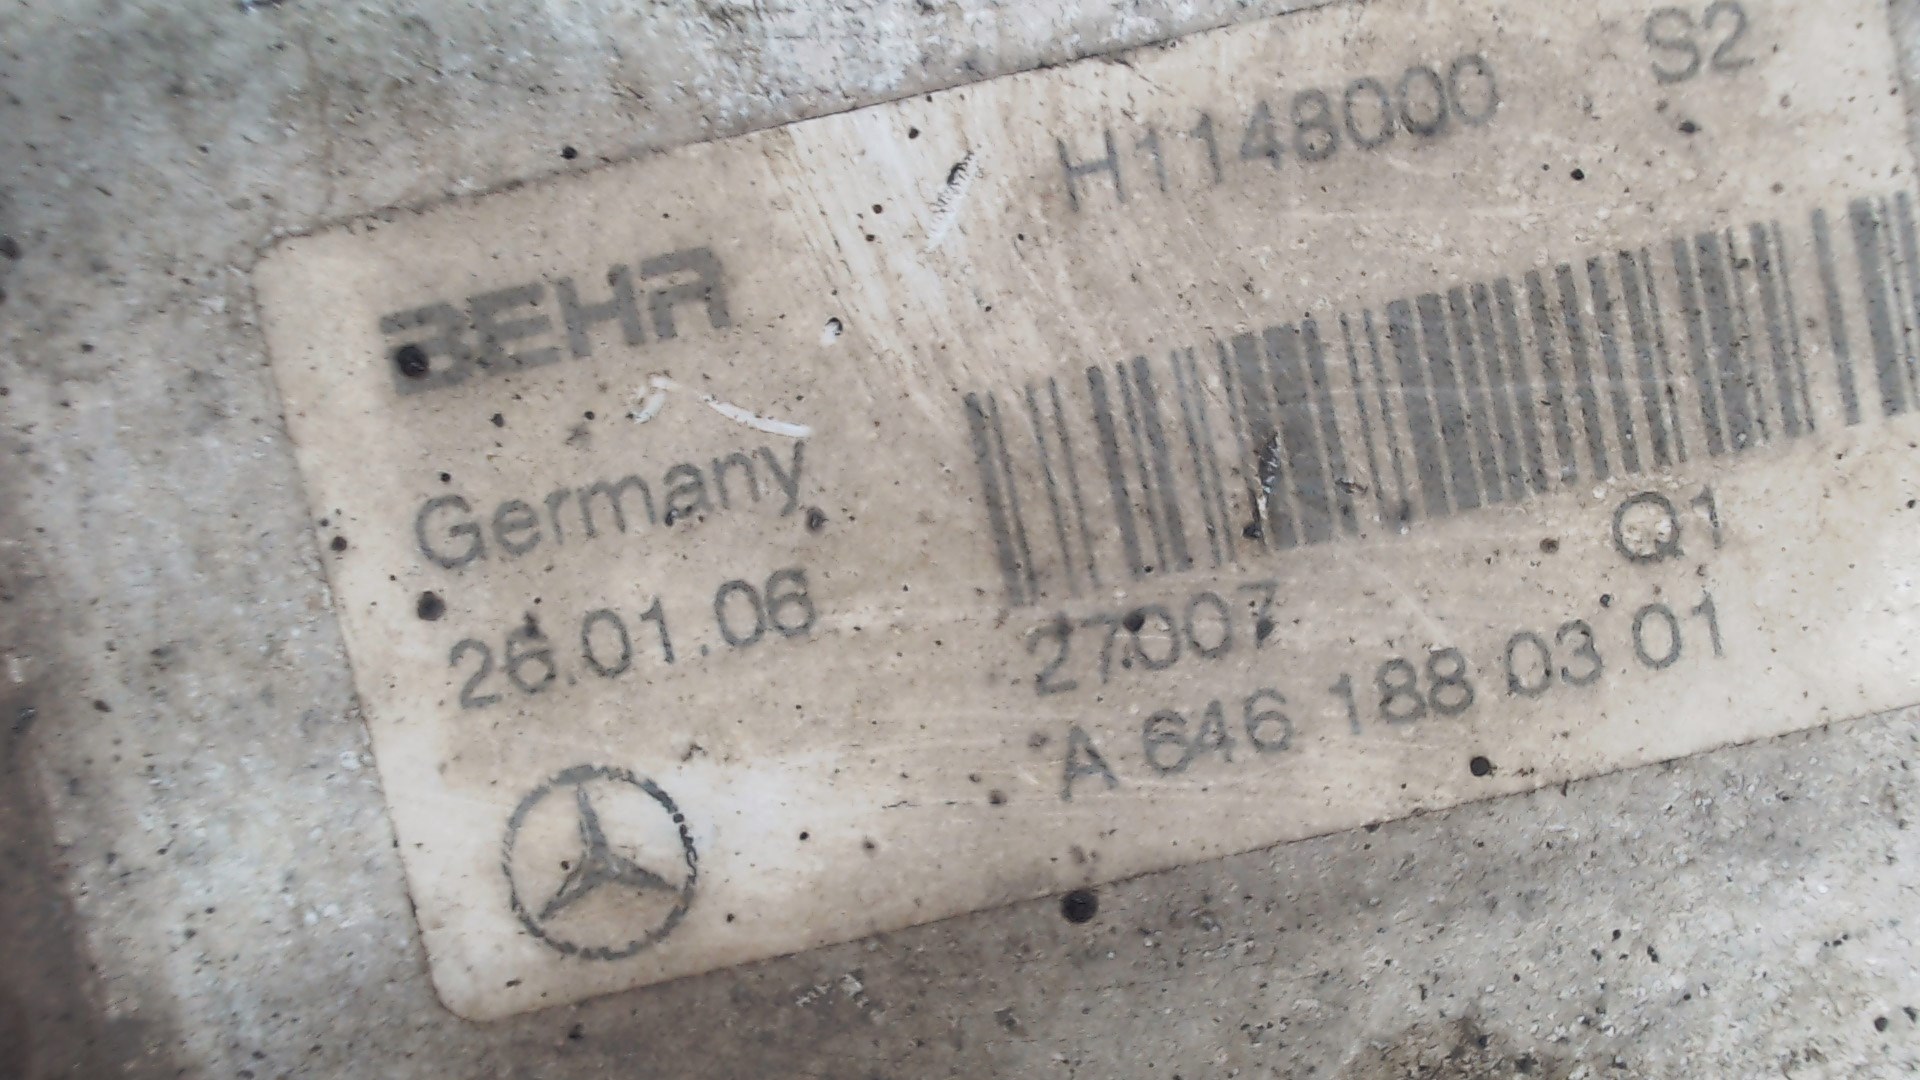 S2
H1148000
BEHR
Germany
Q1
26.01.06
27007
A 646 188 03 01